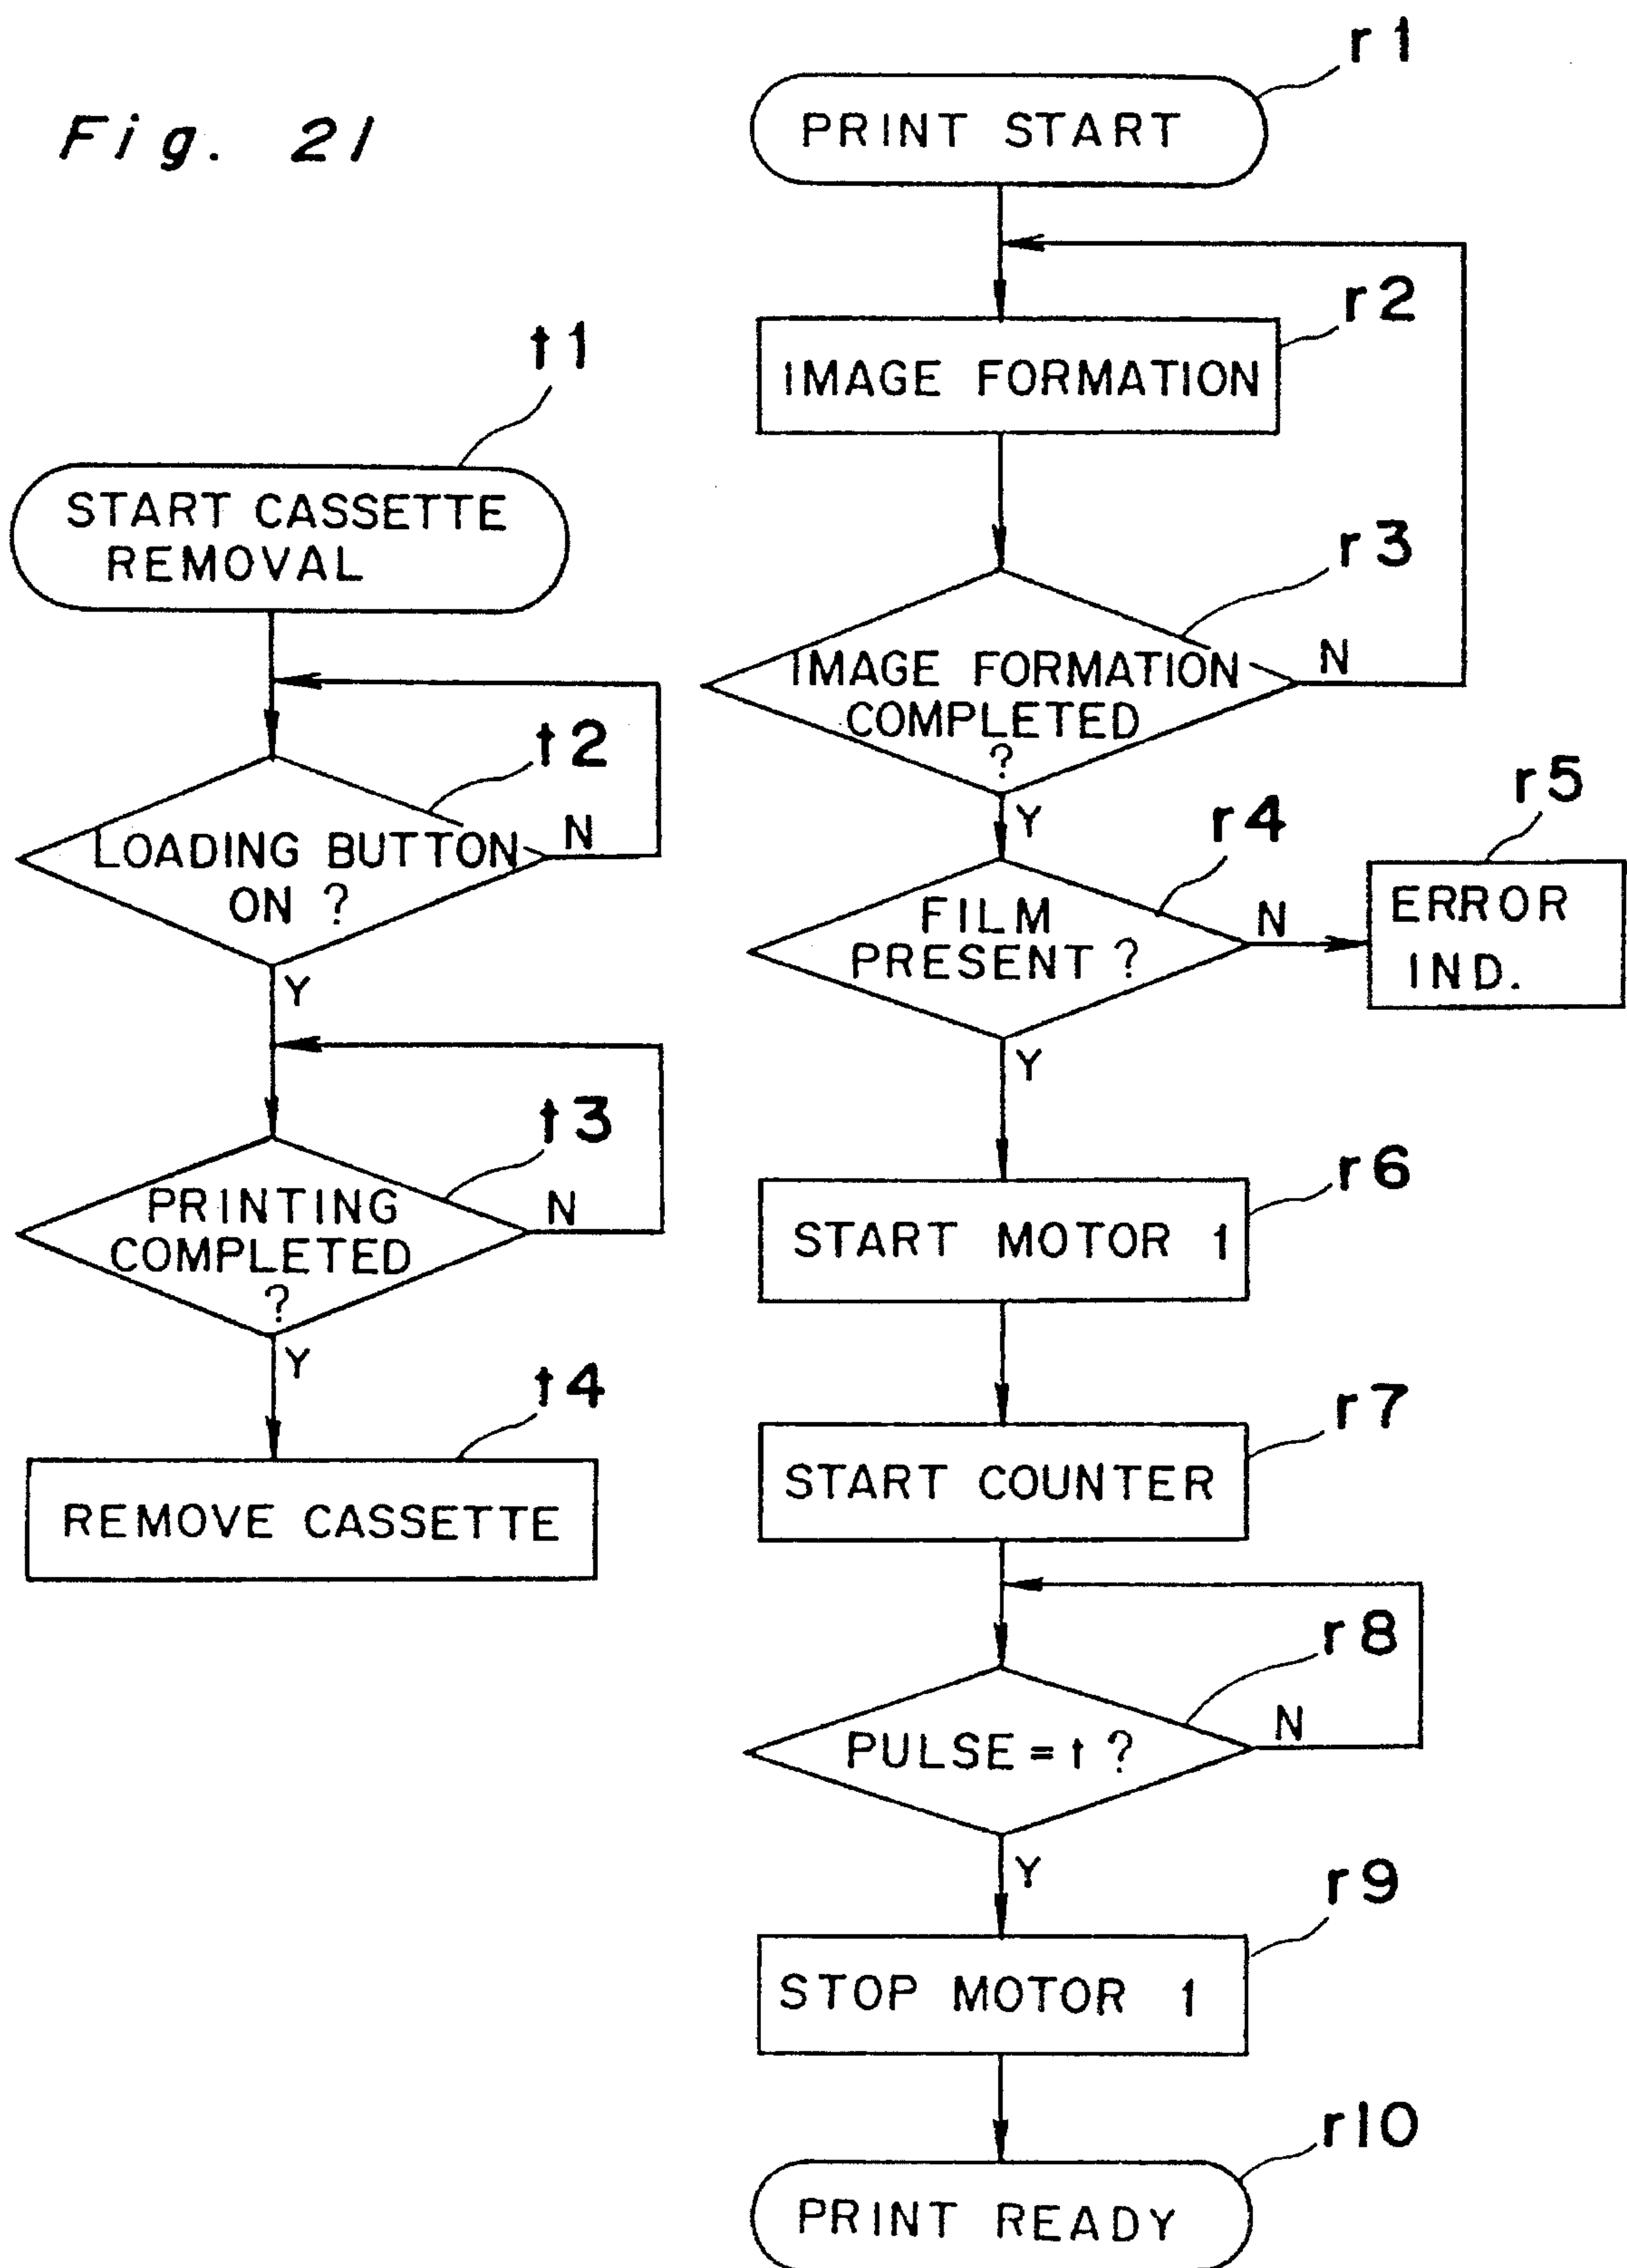 Fig. 21
t1
START CASSETTE
REMOVAL
t2
LOADING BUTTON
ON ?
N
Y
t3
PRINTING
COMPLETED
?
N
Y
t4
REMOVE CASSETTE
r1
PRINT START
r2
IMAGE FORMATION
r3
IMAGE FORMATION
COMPLETED
?
N
Y
r4
FILM
PRESENT ?
N
r5
ERROR
IND.
Y
r6
START MOTOR 1
r7
START COUNTER
r8
PULSE = t ?
N
Y
r9
STOP MOTOR 1
r10
PRINT READY